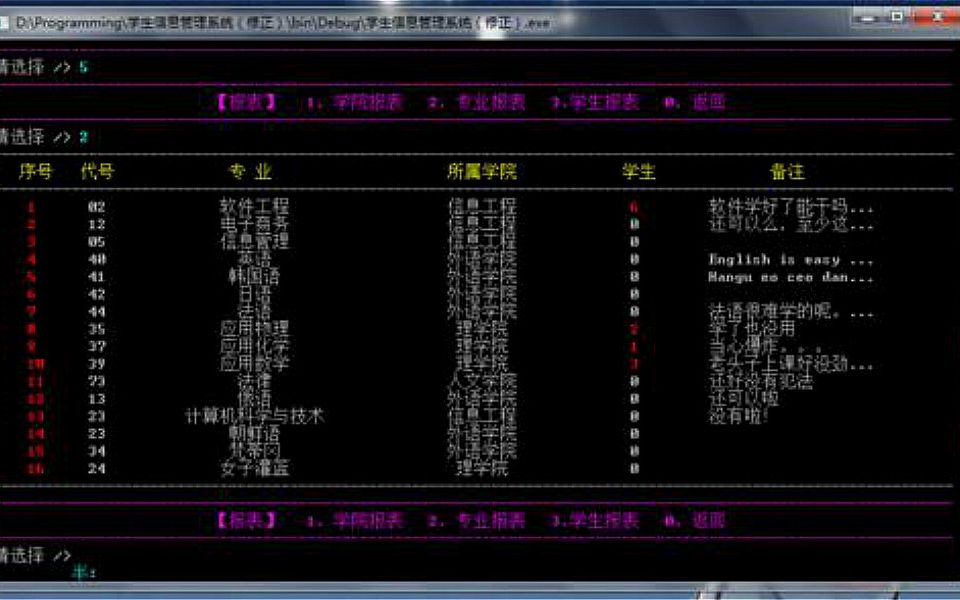 D:\Programming\学生信息管理系统（修正）\bin\Debug\学生信息管理系统（修正）.exe
请选择 /> 5
【报表】 1. 学院报表 2. 专业报表 3.学生报表 0. 返回
请选择 /> 2
序号 代号 专 业 所属学院 学生 备注
1 02 软件工程 信息工程 6 软件学好了能干吗...
2 12 电子商务 信息工程 0 还可以么，至少这...
3 05 信息管理 信息工程 0
4 40 英语 外语学院 0 English is easy ...
5 41 韩国语 外语学院 0 Hangu eo ceo dan...
6 42 日语 外语学院 0
7 44 法语 外语学院 0 法语很难学的呢。...
8 35 应用物理 理学院 2 学了也没用
9 37 应用化学 理学院 1 当心爆炸。。。
10 39 应用数学 理学院 3 老头子上课好没劲...
11 73 法律 人文学院 0 还好没有犯法
12 13 俄语 外语学院 0 还可以啦
13 23 计算机科学与技术 信息工程 0 没有啦!
14 23 朝鲜语 外语学院 0
15 34 梵蒂冈 外语学院 0
16 24 女子灌篮 理学院 0
【报表】 1. 学院报表 2. 专业报表 3.学生报表 0. 返回
请选择 />
半: